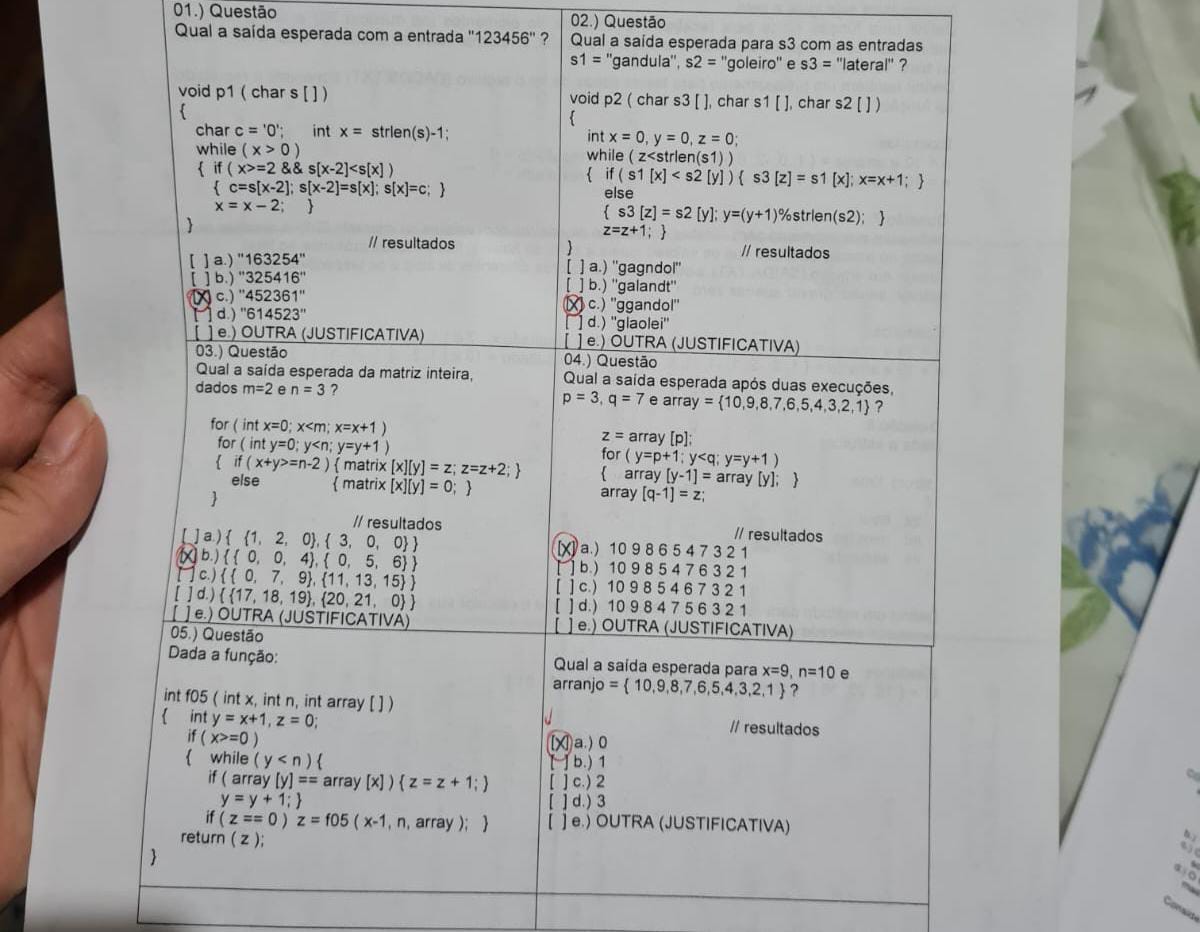 01.) Questão
Qual a saída esperada com a entrada "123456" ?
void p1 ( char s [ ] )
{
char c = '0'; int x = strlen(s)-1;
while ( x > 0 )
{ if ( x>=2 && s[x-2]<s[x] )
{ c=s[x-2]; s[x-2]=s[x]; s[x]=c; }
x = x – 2; }
}
// resultados
[ ] a.) "163254"
[ ] b.) "325416"
[X] c.) "452361"
[ ] d.) "614523"
[ ] e.) OUTRA (JUSTIFICATIVA)
02.) Questão
Qual a saída esperada para s3 com as entradas
s1 = "gandula", s2 = "goleiro" e s3 = "lateral" ?
void p2 ( char s3 [ ], char s1 [ ], char s2 [ ] )
{
int x = 0, y = 0, z = 0;
while ( z<strlen(s1) )
{ if ( s1 [x] < s2 [y] ) { s3 [z] = s1 [x]; x=x+1; }
else
{ s3 [z] = s2 [y]; y=(y+1)%strlen(s2); }
z=z+1; }
}
// resultados
[ ] a.) "gagndol"
[ ] b.) "galandt"
[X] c.) "ggandol"
[ ] d.) "glaolei"
[ ] e.) OUTRA (JUSTIFICATIVA)
03.) Questão
Qual a saída esperada da matriz inteira,
dados m=2 e n = 3 ?
for ( int x=0; x<m; x=x+1 )
for ( int y=0; y<n; y=y+1 )
{ if ( x+y>=n-2 ) { matrix [x][y] = z; z=z+2; }
else { matrix [x][y] = 0; }
}
// resultados
[ ] a.) { {1, 2, 0}, { 3, 0, 0} }
[X] b.) { { 0, 0, 4}, { 0, 5, 6} }
[ ] c.) { { 0, 7, 9}, {11, 13, 15} }
[ ] d.) { {17, 18, 19}, {20, 21, 0} }
[ ] e.) OUTRA (JUSTIFICATIVA)
04.) Questão
Qual a saída esperada após duas execuções,
p = 3, q = 7 e array = {10,9,8,7,6,5,4,3,2,1} ?
z = array [p];
for ( y=p+1; y<q; y=y+1 )
{ array [y-1] = array [y]; }
array [q-1] = z;
// resultados
[X] a.) 10 9 8 6 5 4 7 3 2 1
[ ] b.) 10 9 8 5 4 7 6 3 2 1
[ ] c.) 10 9 8 5 4 6 7 3 2 1
[ ] d.) 10 9 8 4 7 5 6 3 2 1
[ ] e.) OUTRA (JUSTIFICATIVA)
05.) Questão
Dada a função:
int f05 ( int x, int n, int array [ ] )
{ int y = x+1, z = 0;
if ( x>=0 )
{ while ( y < n ) {
if ( array [y] == array [x] ) { z = z + 1; }
y = y + 1; }
if ( z == 0 ) z = f05 ( x-1, n, array ); }
return ( z );
}
Qual a saída esperada para x=9, n=10 e
arranjo = { 10,9,8,7,6,5,4,3,2,1 } ?
// resultados
[X] a.) 0
[ ] b.) 1
[ ] c.) 2
[ ] d.) 3
[ ] e.) OUTRA (JUSTIFICATIVA)